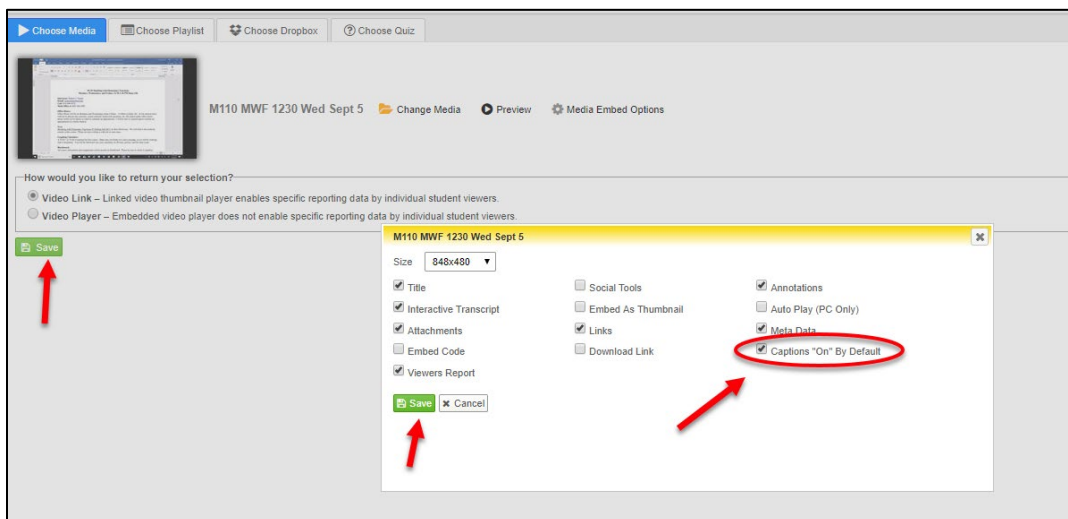 Choose Media Choose Playlist Choose Dropbox Choose Quiz
M110 MWF 1230 Wed Sept 5 Change Media Preview Media Embed Options
How would you like to return your selection?
Video Link – Linked video thumbnail player enables specific reporting data by individual student viewers.
Video Player – Embedded video player does not enable specific reporting data by individual student viewers.
Save
M110 MWF 1230 Wed Sept 5
Size 848x480
Title Social Tools Annotations
Interactive Transcript Embed As Thumbnail Auto Play (PC Only)
Attachments Links Meta Data
Embed Code Download Link Captions "On" By Default
Viewers Report
Save Cancel